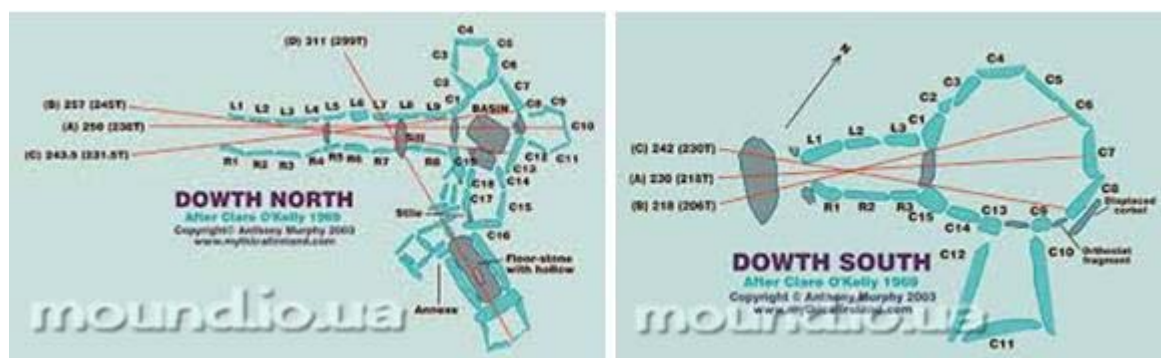 (D) 311 (299T)
(B) 257 (245T)
(A) 250 (238T)
(C) 243.5 (231.5T)
L1 L2 L3 L4 L5 L6 L7 L8 L9 C1
C2 C3 C4 C5 C6 C7 C8 C9 C10 C11 C12 C13 C14 C15 C16 C17 C18 C19
BASIN
Sill
R1 R2 R3 R4 R5 R6 R7 R8
DOWTH NORTH
After Clare O'Kelly 1969
Copyright© Anthony Murphy 2003
www.mythicalireland.com
Stile
Floor-stone
with hollow
Annexe
moundio.ua
N
(C) 242 (230T)
(A) 230 (218T)
(B) 218 (206T)
L1 L2 L3 C1 C2 C3 C4 C5 C6 C7 C8
R1 R2 R3 C15 C14 C13 C9 C10 C12 C11
Displaced
corbel
Orthostat
fragment
DOWTH SOUTH
After Clare O'Kelly 1969
Copyright © Anthony Murphy 2003
www.mythicalireland.com
moundio.ua